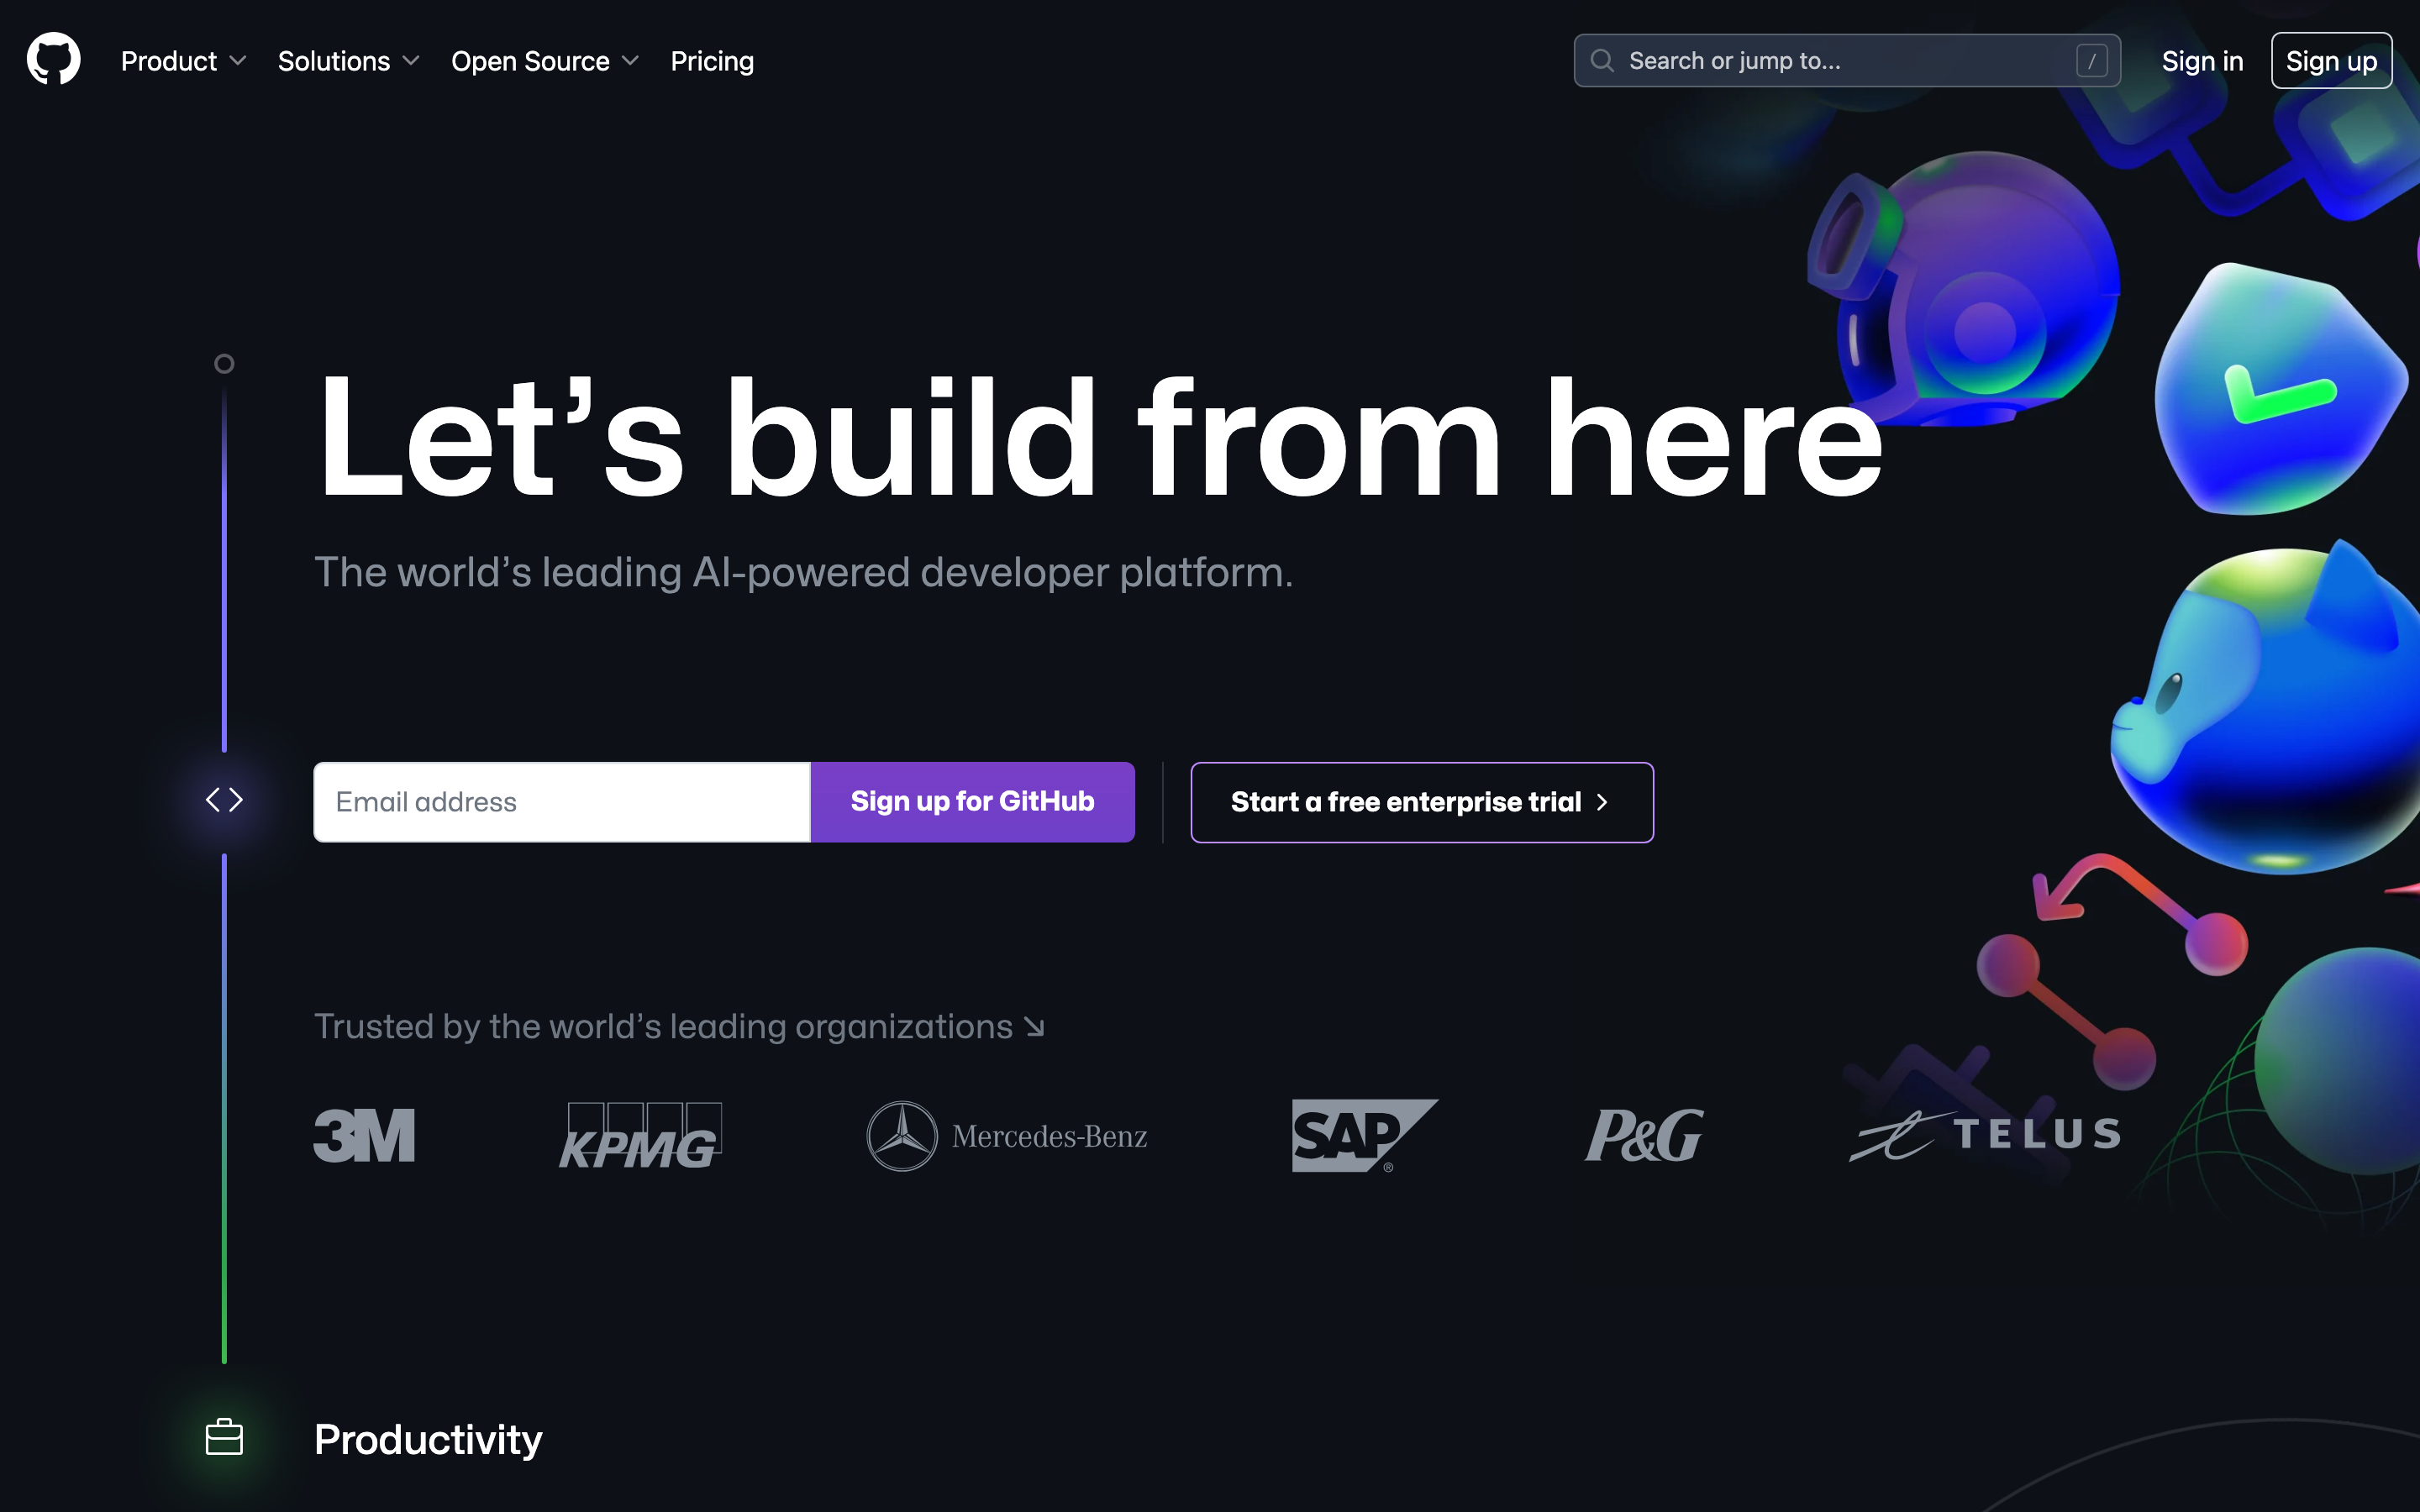 Product Solutions Open Source Pricing Search or jump to... / Sign in Sign up
Let’s build from here
The world’s leading AI-powered developer platform.
Email address Sign up for GitHub Start a free enterprise trial
Trusted by the world’s leading organizations
3M KPMG Mercedes-Benz SAP ® P&G TELUS
Productivity